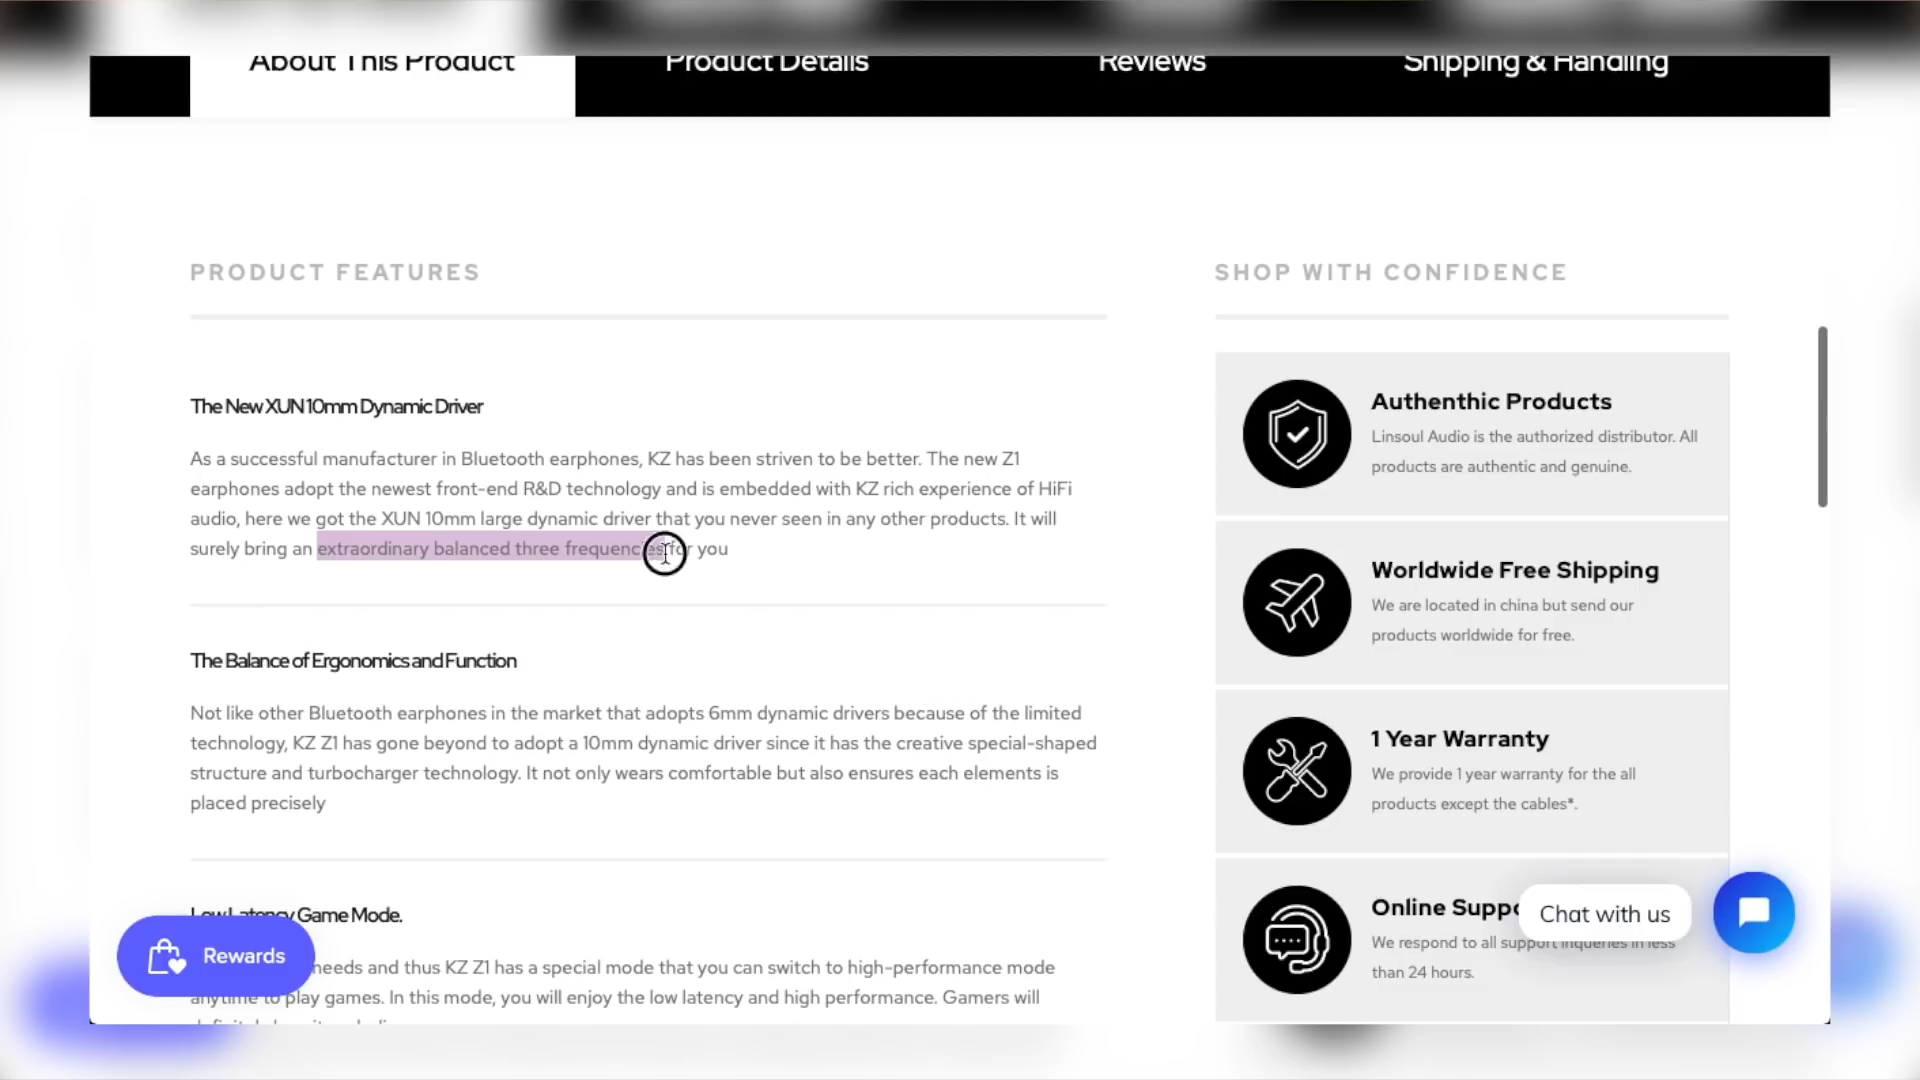 About This Product
Product Details
Reviews
Shipping & Handling
PRODUCT FEATURES
The New XUN 10mm Dynamic Driver
As a successful manufacturer in Bluetooth earphones, KZ has been striven to be better. The new Z1
earphones adopt the newest front-end R&D technology and is embedded with KZ rich experience of HiFi
audio, here we got the XUN 10mm large dynamic driver that you never seen in any other products. It will
surely bring an extraordinary balanced three frequencies for you
The Balance of Ergonomics and Function
Not like other Bluetooth earphones in the market that adopts 6mm dynamic drivers because of the limited
technology, KZ Z1 has gone beyond to adopt a 10mm dynamic driver since it has the creative special-shaped
structure and turbocharger technology. It not only wears comfortable but also ensures each elements is
placed precisely
Low Latency Game Mode.
needs and thus KZ Z1 has a special mode that you can switch to high-performance mode
anytime to play games. In this mode, you will enjoy the low latency and high performance. Gamers will
Rewards
SHOP WITH CONFIDENCE
Authenthic Products
Linsoul Audio is the authorized distributor. All
products are authentic and genuine.
Worldwide Free Shipping
We are located in china but send our
products worldwide for free.
1 Year Warranty
We provide 1 year warranty for the all
products except the cables*.
Online Suppo
We respond to all support inqueries in less
than 24 hours.
Chat with us